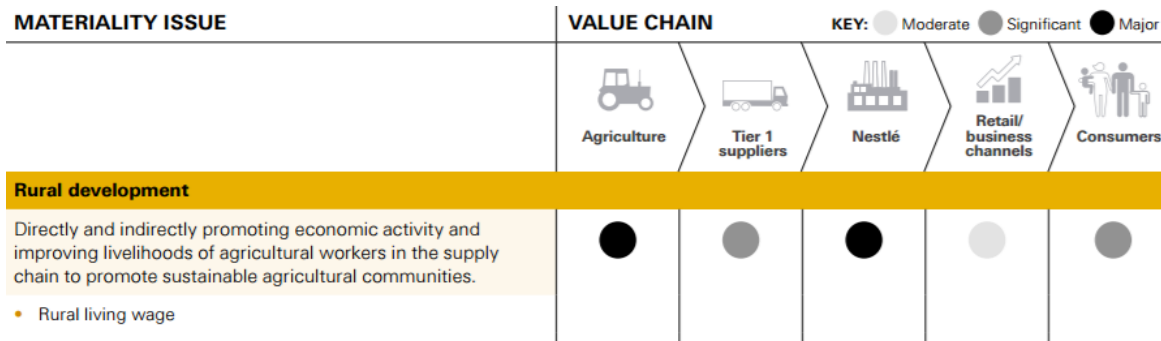 MATERIALITY ISSUE
VALUE CHAIN
KEY: Moderate Significant Major
Agriculture
Tier 1
suppliers
Nestlé
Retail/
business
channels
Consumers
Rural development
Directly and indirectly promoting economic activity and
improving livelihoods of agricultural workers in the supply
chain to promote sustainable agricultural communities.
• Rural living wage